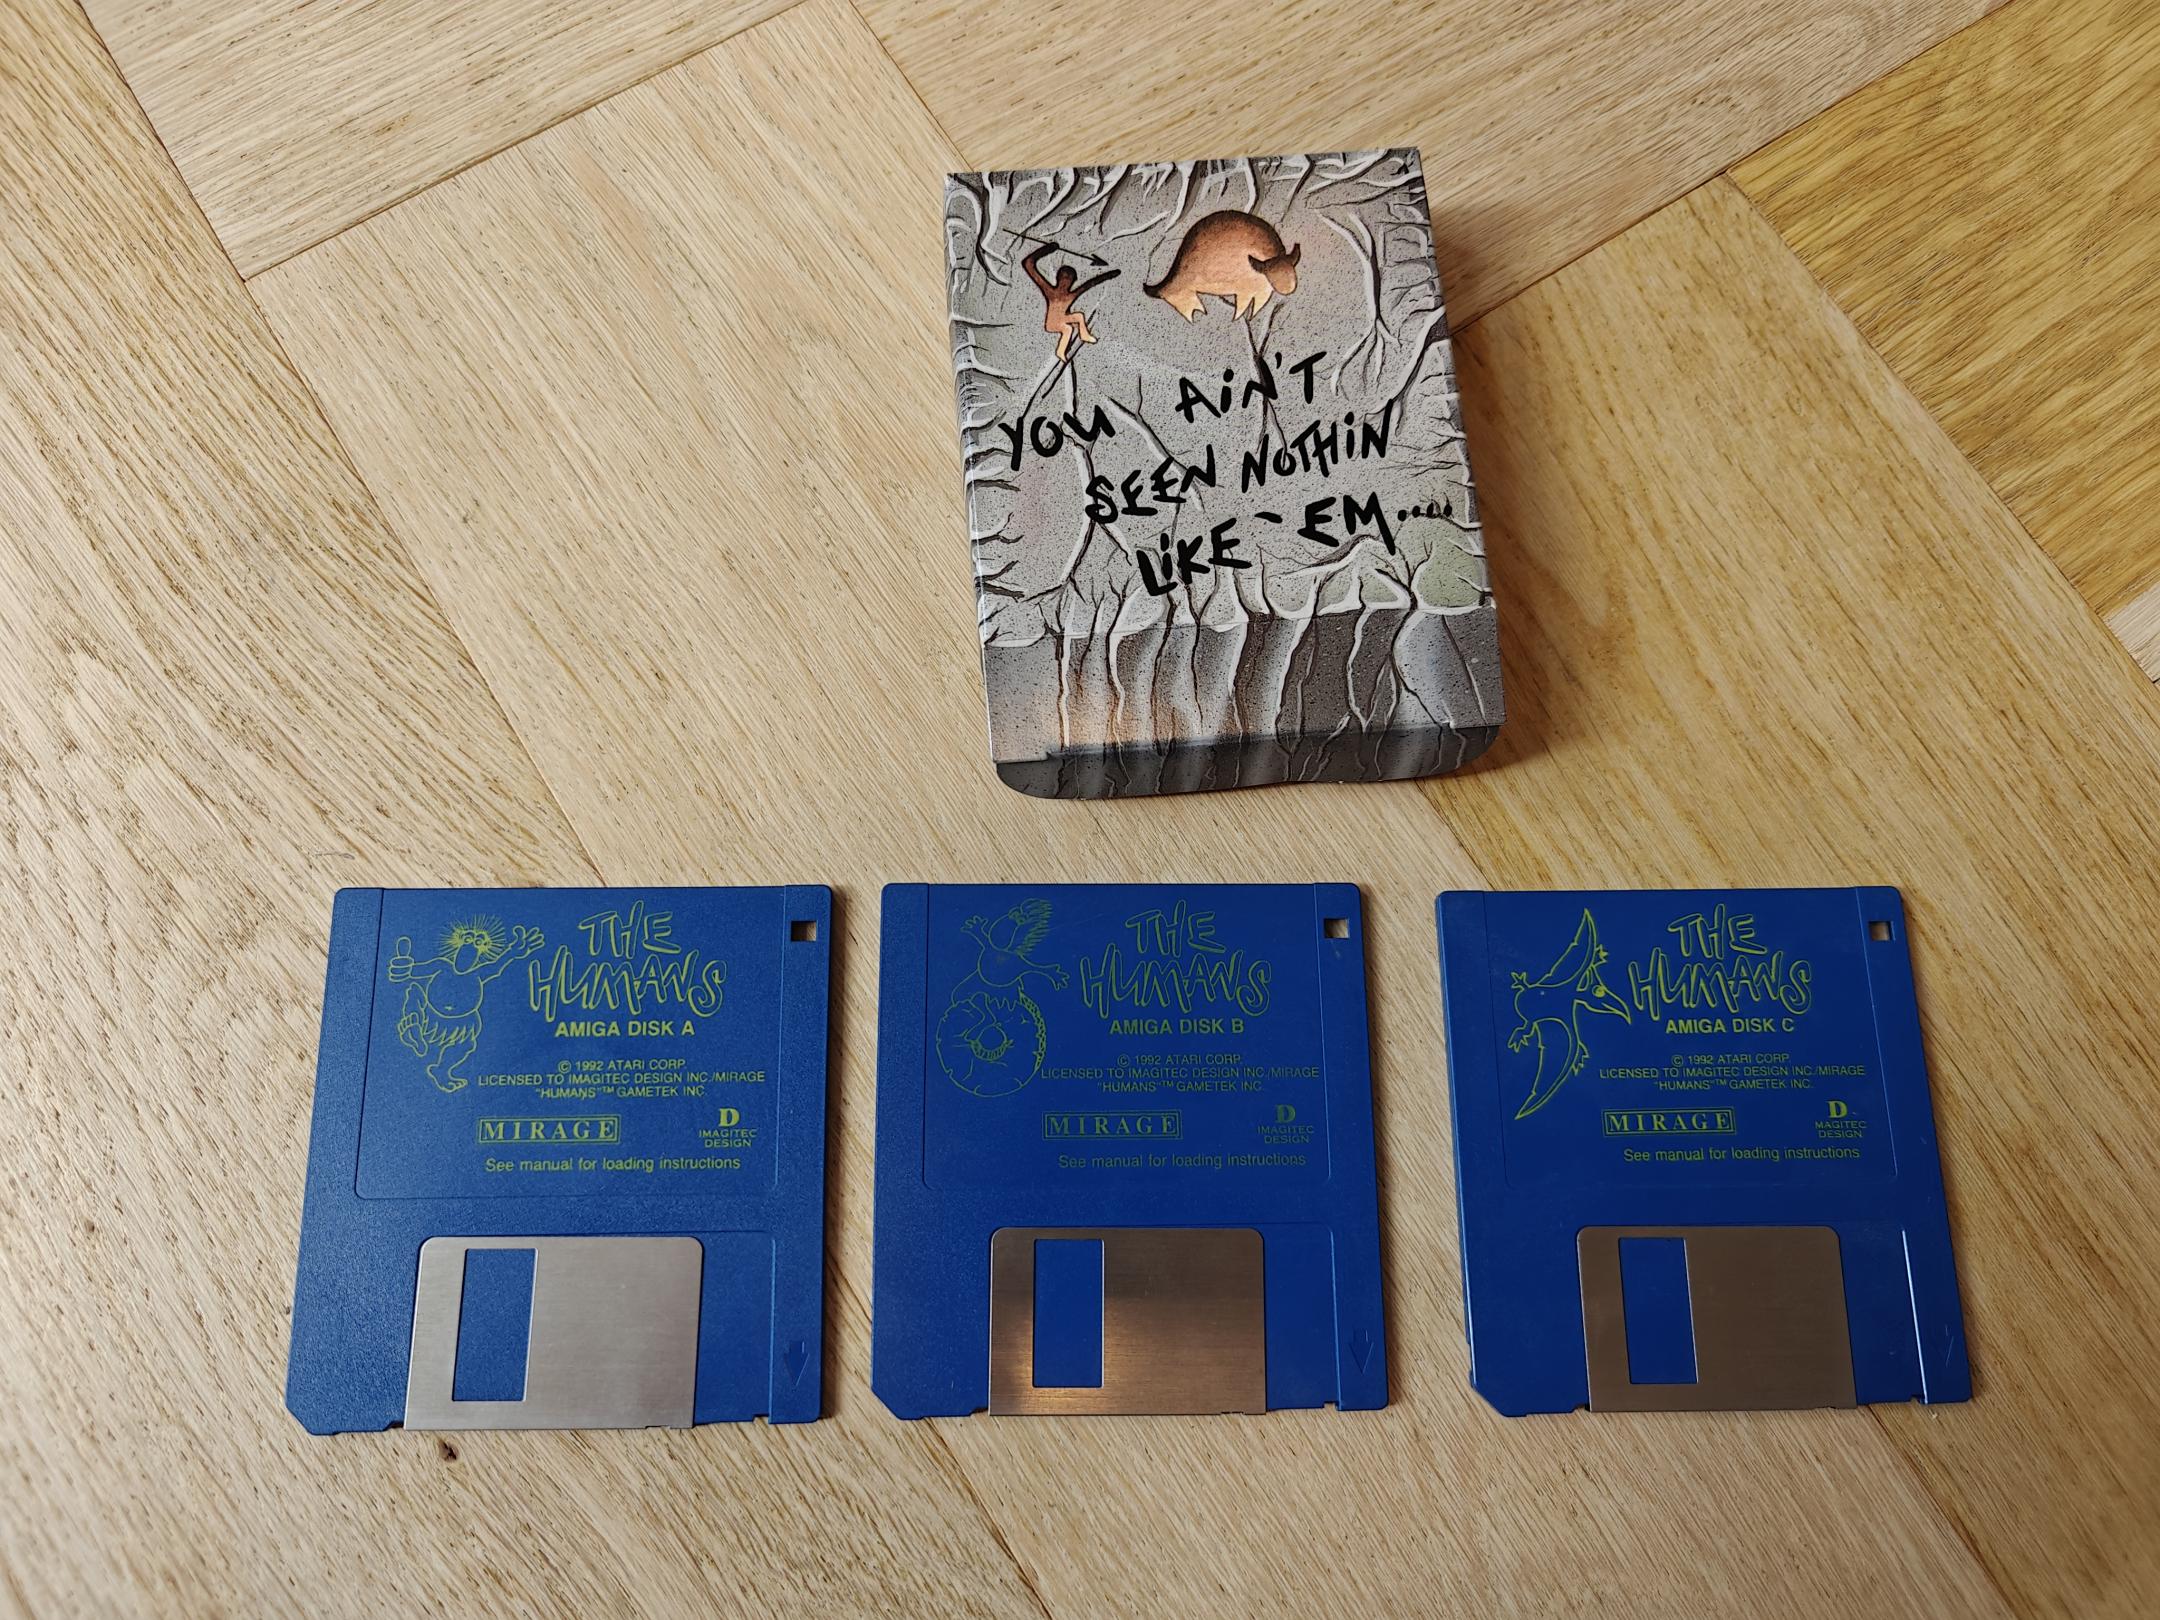 YOU AiN'T
SEEN NOTHiN
LiKE `EM....
THE
HUMANS
AMIGA DISK A
© 1992 ATARI CORP.
LICENSED TO IMAGITEC DESIGN INC./MIRAGE
"HUMANS"™ GAMETEK INC.
MIRAGE
D
IMAGITEC
DESIGN
See manual for loading instructions
THE
HUMANS
AMIGA DISK B
© 1992 ATARI CORP.
LICENSED TO IMAGITEC DESIGN INC./MIRAGE
"HUMANS"™ GAMETEK INC.
MIRAGE
D
IMAGITEC
DESIGN
See manual for loading instructions
THE
HUMANS
AMIGA DISK C
© 1992 ATARI CORP.
LICENSED TO IMAGITEC DESIGN INC./MIRAGE
"HUMANS"™ GAMETEK INC.
MIRAGE
D
IMAGITEC
DESIGN
See manual for loading instructions